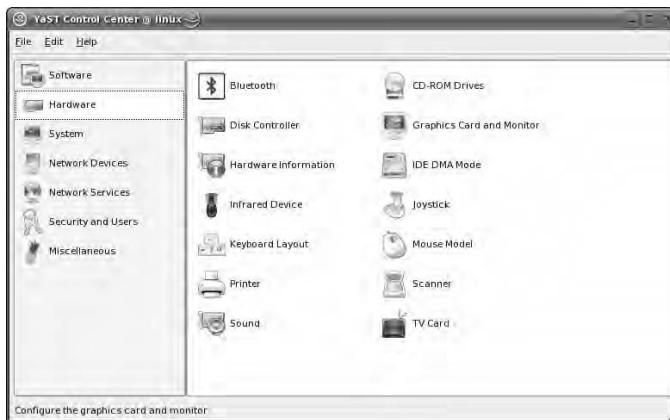 YaST Control Center @ linux
File Edit Help
Software
Hardware
System
Network Devices
Network Services
Security and Users
Miscellaneous
Bluetooth
CD-ROM Drives
Disk Controller
Graphics Card and Monitor
Hardware Information
IDE DMA Mode
Infrared Device
Joystick
Keyboard Layout
Mouse Model
Printer
Scanner
Sound
TV Card
Configure the graphics card and monitor